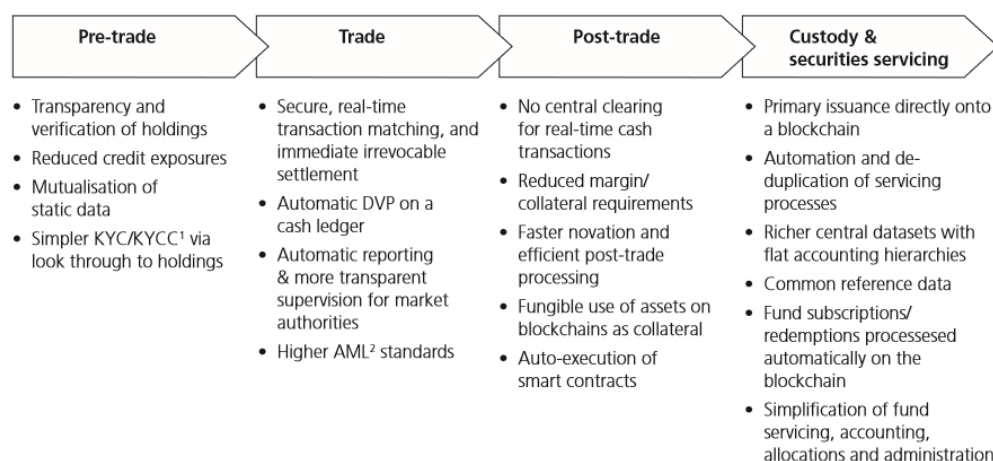 Pre-trade
• Transparency and
verification of holdings
• Reduced credit exposures
• Mutualisation of
static data
• Simpler KYC/KYCC¹ via
look through to holdings
Trade
• Secure, real-time
transaction matching, and
immediate irrevocable
settlement
• Automatic DVP on a
cash ledger
• Automatic reporting
& more transparent
supervision for market
authorities
• Higher AML² standards
Post-trade
• No central clearing
for real-time cash
transactions
• Reduced margin/
collateral requirements
• Faster novation and
efficient post-trade
processing
• Fungible use of assets on
blockchains as collateral
• Auto-execution of
smart contracts
Custody &
securities servicing
• Primary issuance directly onto
a blockchain
• Automation and de-
duplication of servicing
processes
• Richer central datasets with
flat accounting hierarchies
• Common reference data
• Fund subscriptions/
redemptions processesed
automatically on the
blockchain
• Simplification of fund
servicing, accounting,
allocations and administration